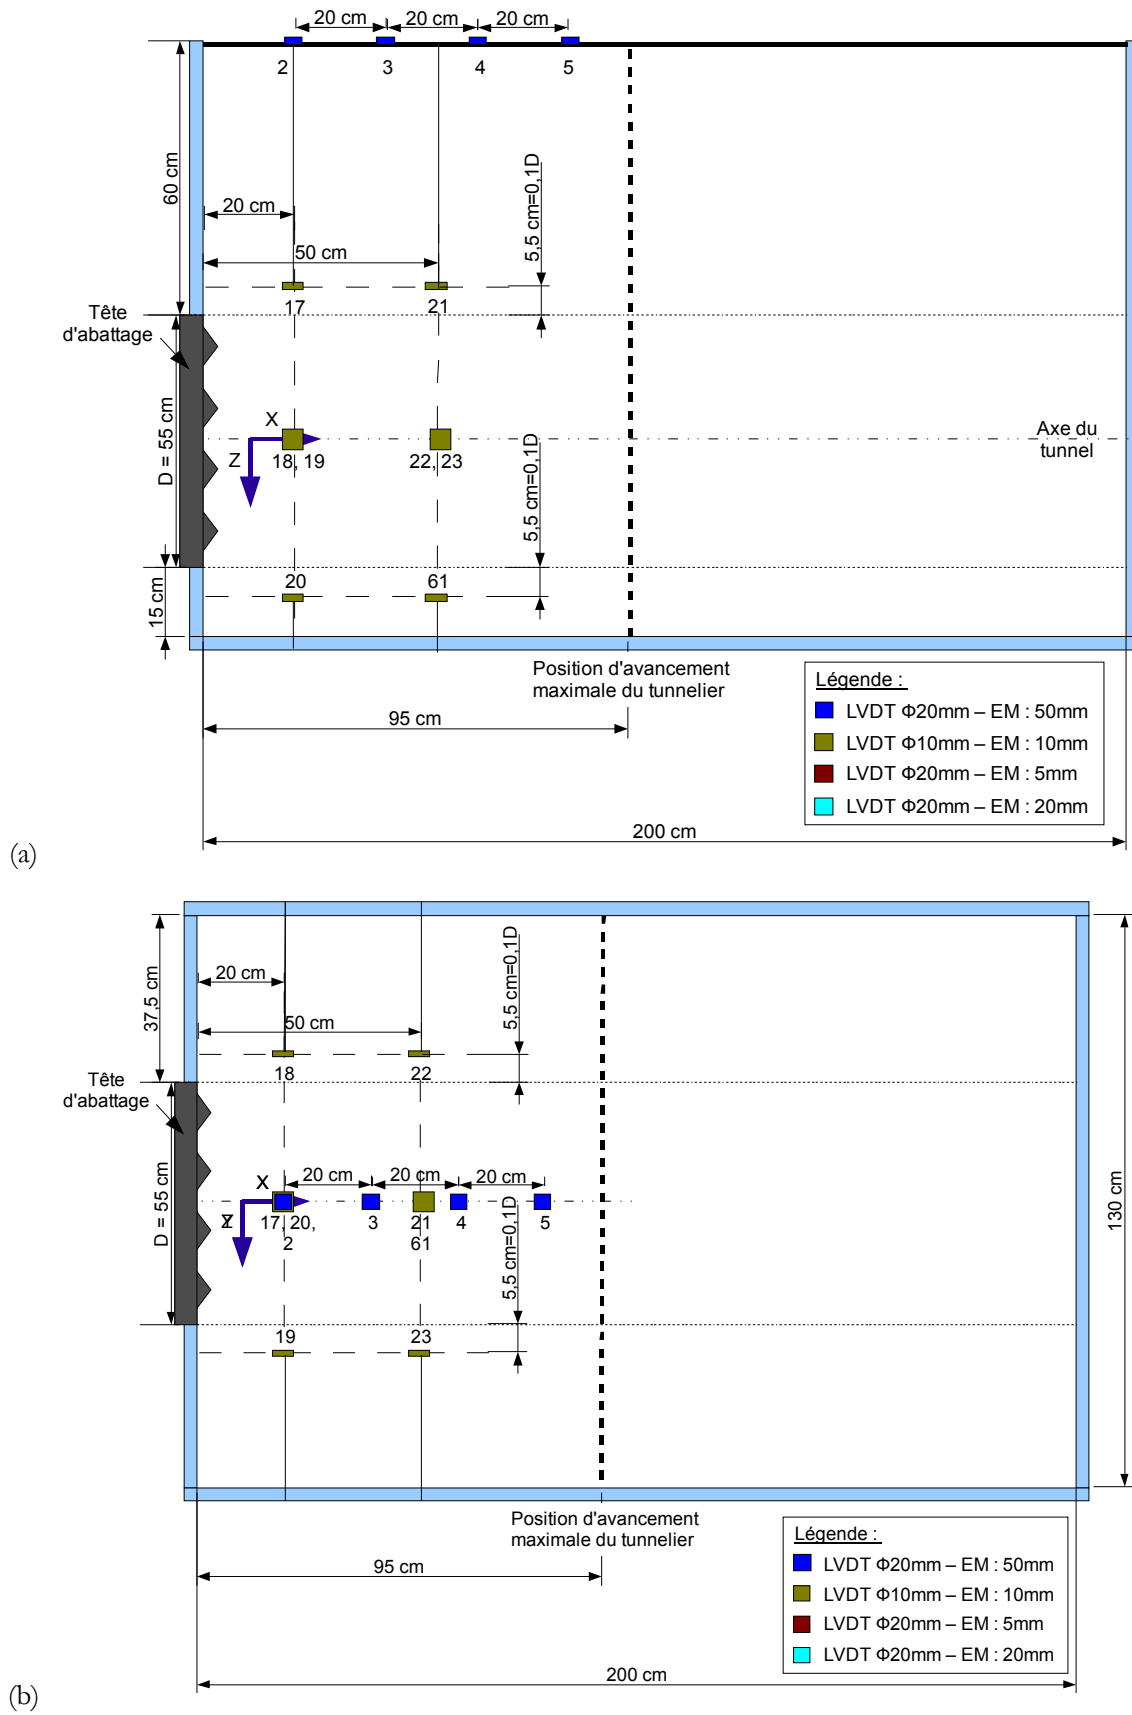 20 cm
20 cm
20 cm
2
3
4
5
60 cm
20 cm
5,5 cm=0,1D
50 cm
17
21
Tête
d'abattage
D = 55 cm
X
Z
18, 19
22, 23
Axe du
tunnel
5,5 cm=0,1D
20
61
15 cm
Position d'avancement
maximale du tunnelier
95 cm
Légende :
LVDT Φ20mm – EM : 50mm
LVDT Φ10mm – EM : 10mm
LVDT Φ20mm – EM : 5mm
LVDT Φ20mm – EM : 20mm
200 cm
(a)
37,5 cm
20 cm
5,5 cm=0,1D
50 cm
130 cm
18
22
Tête
d'abattage
D = 55 cm
X
20 cm
20 cm
20 cm
Y
17, 20,
2
3
21
61
4
5
5,5 cm=0,1D
19
23
Position d'avancement
maximale du tunnelier
95 cm
Légende :
LVDT Φ20mm – EM : 50mm
LVDT Φ10mm – EM : 10mm
LVDT Φ20mm – EM : 5mm
LVDT Φ20mm – EM : 20mm
200 cm
(b)